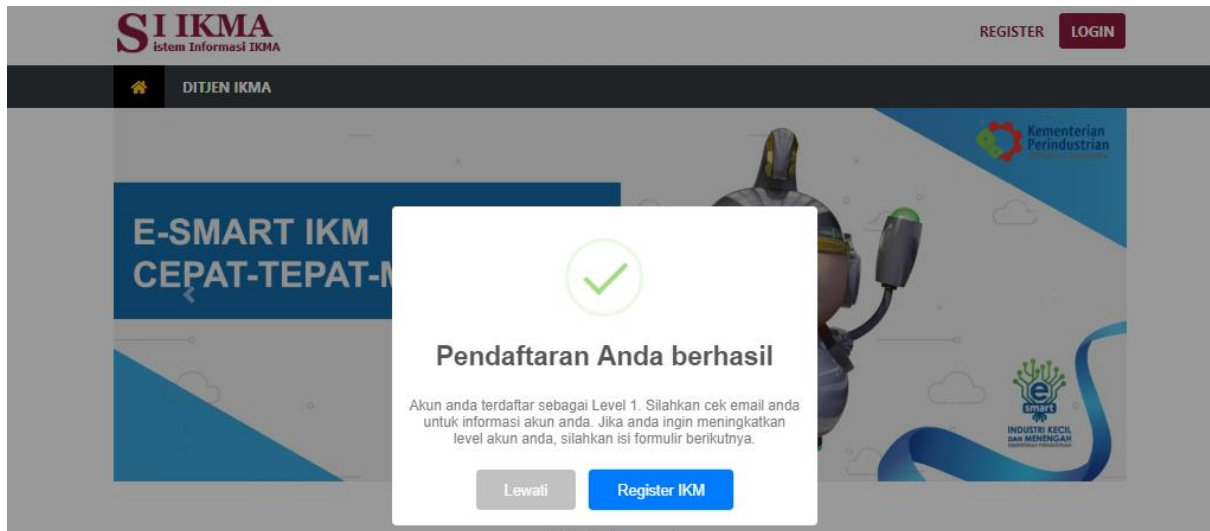 SI IKMA
istem Informasi IKMA
REGISTER
LOGIN
DITJEN IKMA
Kementerian
Perindustrian
E-SMART IKM
CEPAT-TEPAT-M
Pendaftaran Anda berhasil
Akun anda terdaftar sebagai Level 1. Silahkan cek email anda
untuk informasi akun anda. Jika anda ingin meningkatkan
level akun anda, silahkan isi formulir berikutnya.
Lewati
Register IKM
e
smart
INDUSTRI KECIL
DAN MENENGAH